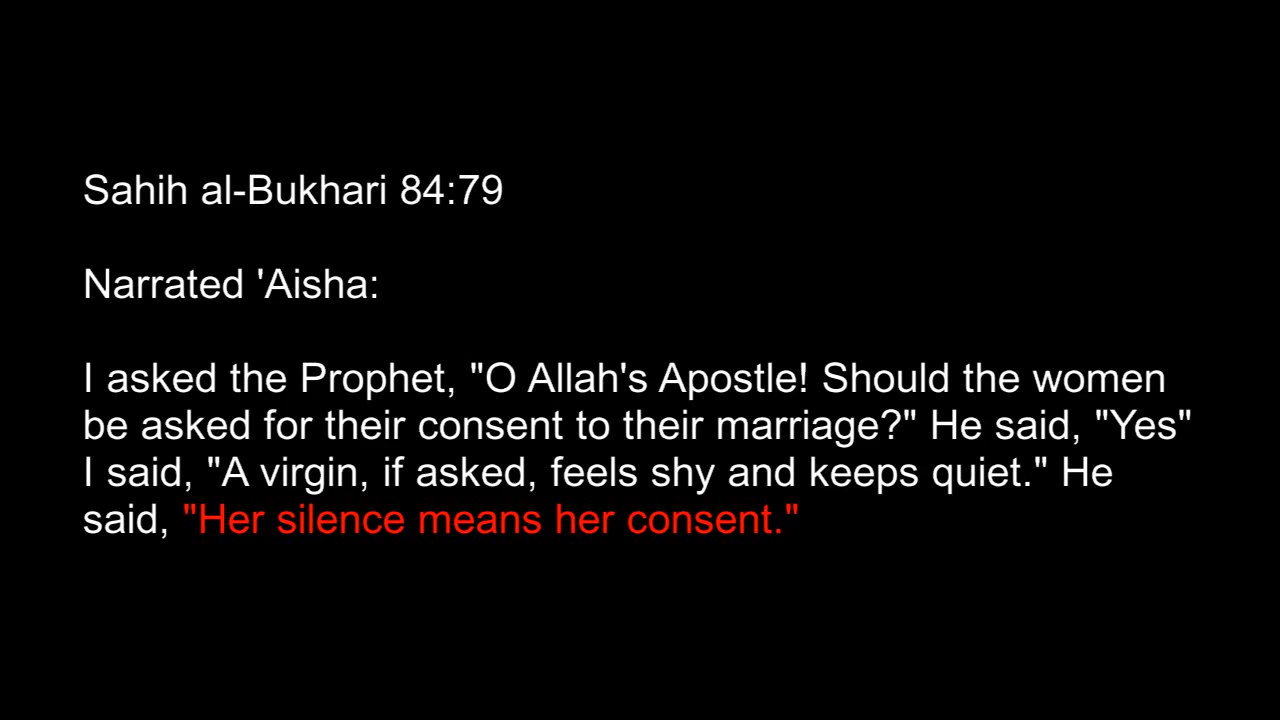 Sahih al-Bukhari 84:79
Narrated 'Aisha:
I asked the Prophet, "O Allah's Apostle! Should the women
be asked for their consent to their marriage?" He said, "Yes"
I said, "A virgin, if asked, feels shy and keeps quiet." He
said, "Her silence means her consent."